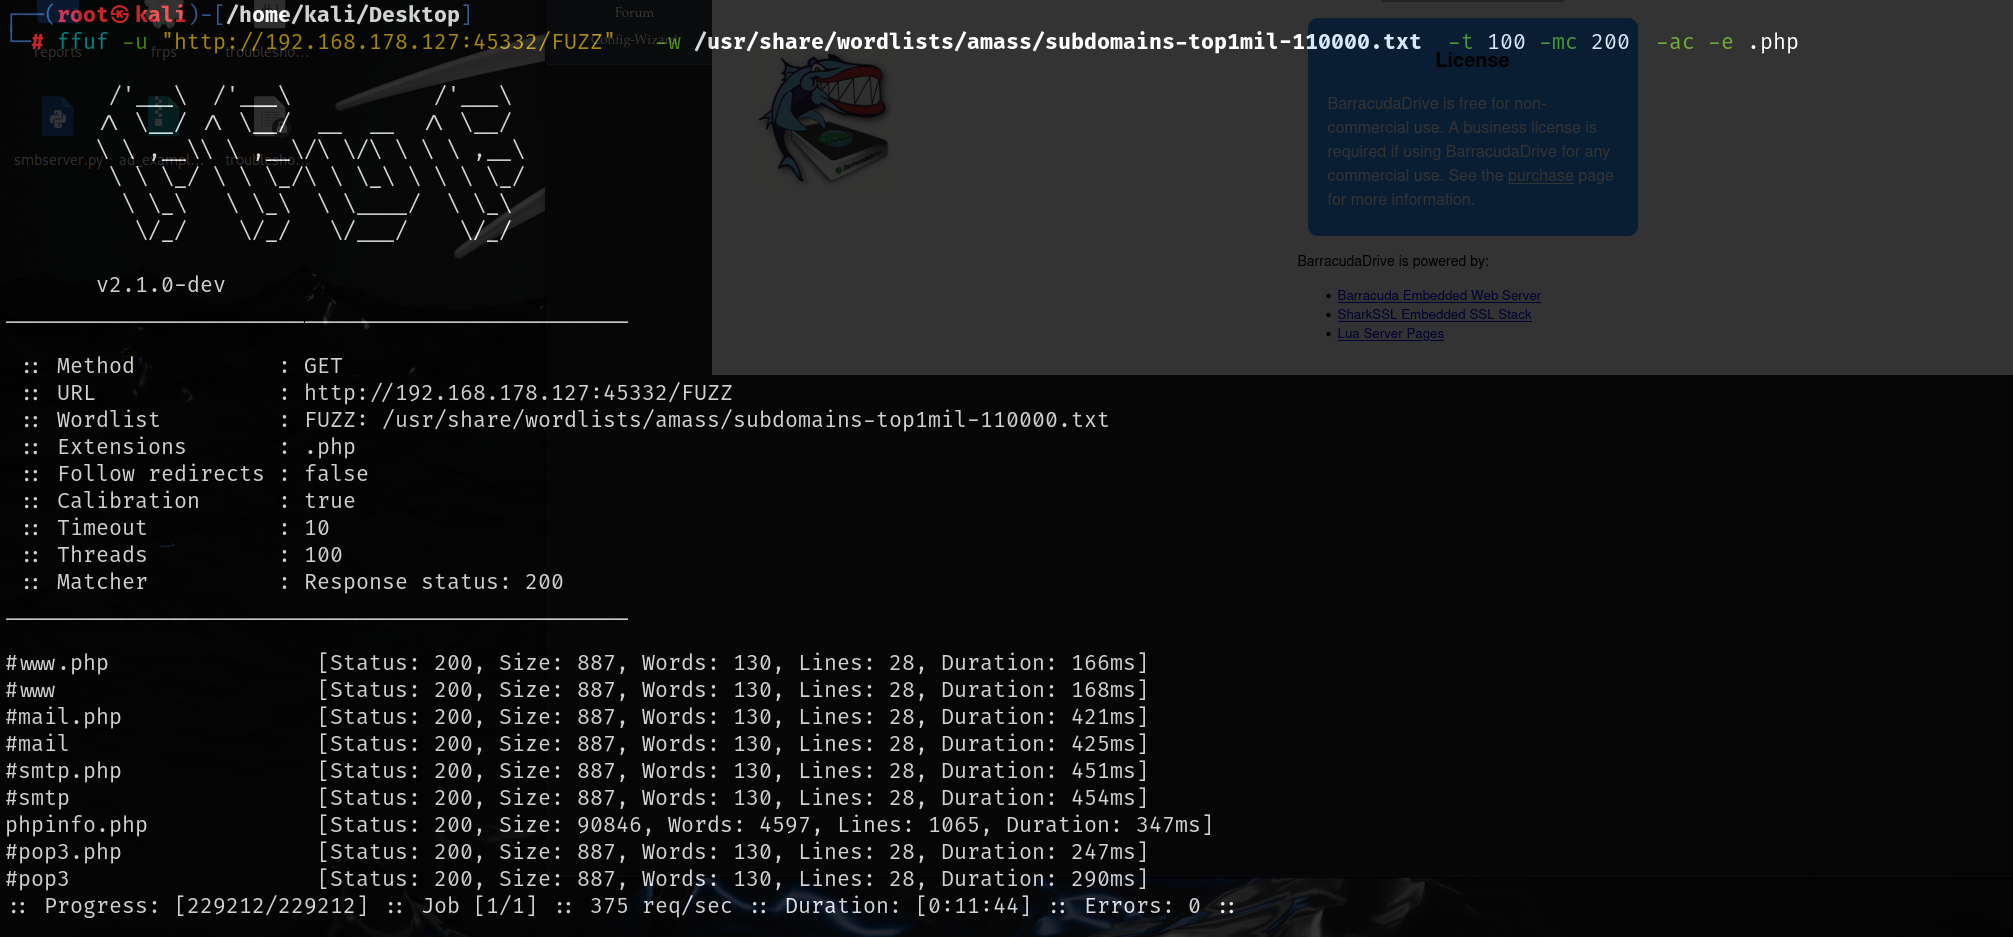 ┌──(root㉿kali)-[/home/kali/Desktop]
└─# ffuf -u "http://192.168.178.127:45332/FUZZ" -w /usr/share/wordlists/amass/subdomains-top1mil-110000.txt -t 100 -mc 200 -ac -e .php
Forum
Config-Wizard
reports
frps
troublesho...
smbserver.py
ad_exampl...
troublesho...
License
BarracudaDrive is free for non-
commercial use. A business license is
required if using BarracudaDrive for any
commercial use. See the purchase page
for more information.
BarracudaDrive is powered by:
• Barracuda Embedded Web Server
• SharkSSL Embedded SSL Stack
• Lua Server Pages
v2.1.0-dev
:: Method : GET
:: URL : http://192.168.178.127:45332/FUZZ
:: Wordlist : FUZZ: /usr/share/wordlists/amass/subdomains-top1mil-110000.txt
:: Extensions : .php
:: Follow redirects : false
:: Calibration : true
:: Timeout : 10
:: Threads : 100
:: Matcher : Response status: 200
#www.php [Status: 200, Size: 887, Words: 130, Lines: 28, Duration: 166ms]
#www [Status: 200, Size: 887, Words: 130, Lines: 28, Duration: 168ms]
#mail.php [Status: 200, Size: 887, Words: 130, Lines: 28, Duration: 421ms]
#mail [Status: 200, Size: 887, Words: 130, Lines: 28, Duration: 425ms]
#smtp.php [Status: 200, Size: 887, Words: 130, Lines: 28, Duration: 451ms]
#smtp [Status: 200, Size: 887, Words: 130, Lines: 28, Duration: 454ms]
phpinfo.php [Status: 200, Size: 90846, Words: 4597, Lines: 1065, Duration: 347ms]
#pop3.php [Status: 200, Size: 887, Words: 130, Lines: 28, Duration: 247ms]
#pop3 [Status: 200, Size: 887, Words: 130, Lines: 28, Duration: 290ms]
:: Progress: [229212/229212] :: Job [1/1] :: 375 req/sec :: Duration: [0:11:44] :: Errors: 0 ::